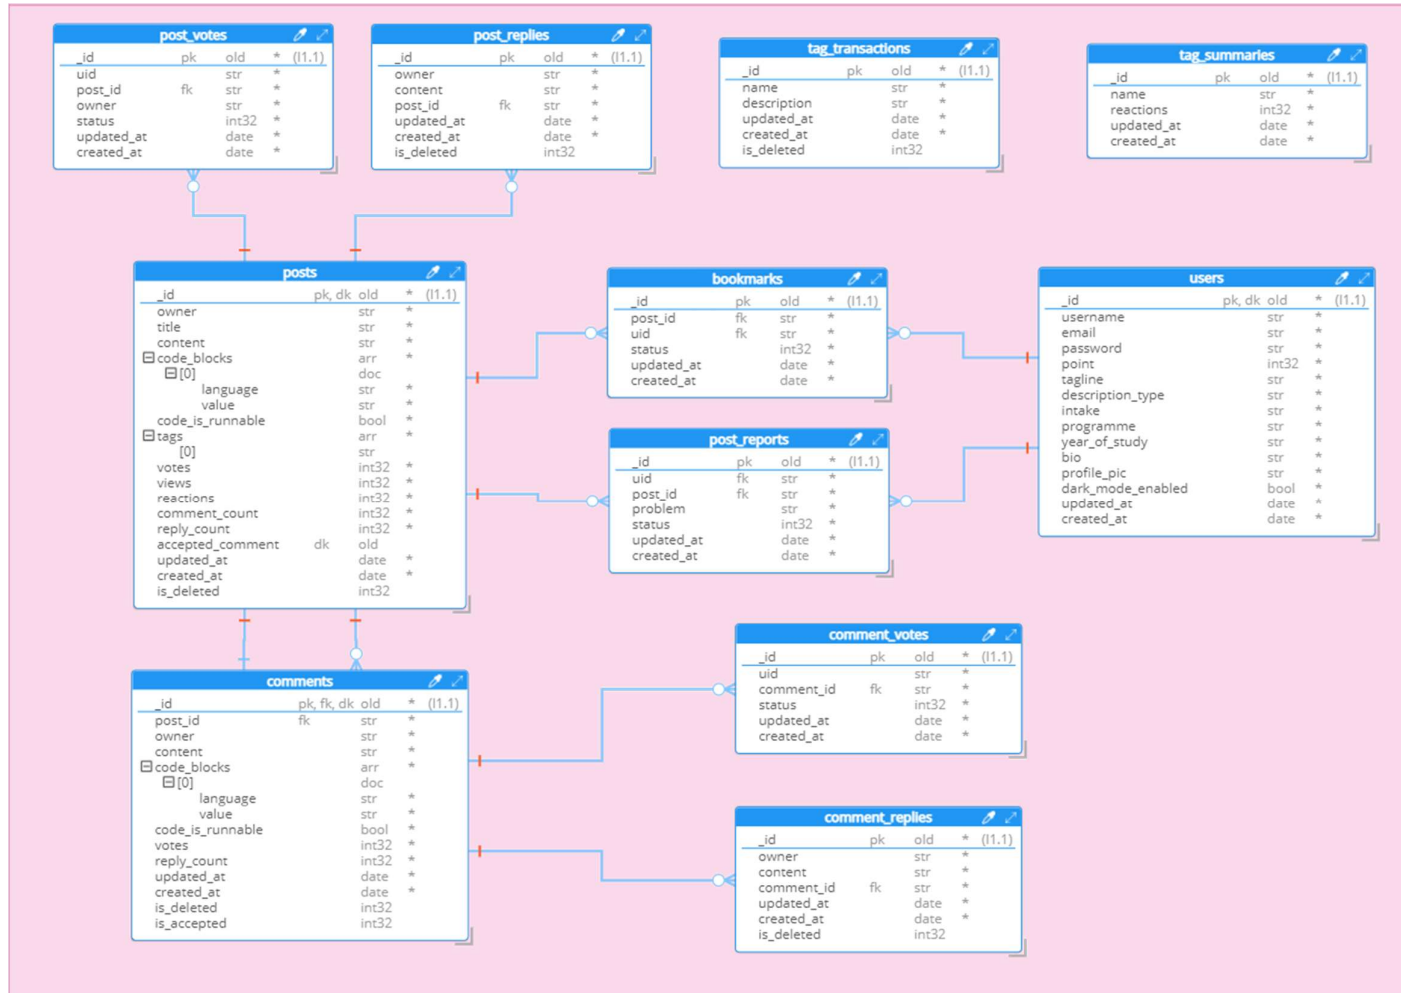 post_votes
_id pk old * (I1.1)
uid str *
post_id fk str *
owner str *
status int32 *
updated_at date *
created_at date *
post_replies
_id pk old * (I1.1)
owner str *
content str *
post_id fk str *
updated_at date *
created_at date *
is_deleted int32
tag_transactions
_id pk old * (I1.1)
name str *
description str *
updated_at date *
created_at date *
is_deleted int32
tag_summaries
_id pk old * (I1.1)
name str *
reactions int32 *
updated_at date *
created_at date *
posts
_id pk, dk old * (I1.1)
owner str *
title str *
content str *
code_blocks arr *
[0] doc
language str *
value str *
code_is_runnable bool *
tags arr *
[0] str
votes int32 *
views int32 *
reactions int32 *
comment_count int32 *
reply_count int32 *
accepted_comment dk old
updated_at date *
created_at date *
is_deleted int32
bookmarks
_id pk old * (I1.1)
post_id fk str *
uid fk str *
status int32 *
updated_at date *
created_at date *
users
_id pk, dk old * (I1.1)
username str *
email str *
password str *
point int32 *
tagline str *
description_type str *
intake str *
programme str *
year_of_study str *
bio str *
profile_pic str *
dark_mode_enabled bool *
updated_at date *
created_at date *
post_reports
_id pk old * (I1.1)
uid fk str *
post_id fk str *
problem str *
status int32 *
updated_at date *
created_at date *
comments
_id pk, fk, dk old * (I1.1)
post_id fk str *
owner str *
content str *
code_blocks arr *
[0] doc
language str *
value str *
code_is_runnable bool *
votes int32 *
reply_count int32 *
updated_at date *
created_at date *
is_deleted int32
is_accepted int32
comment_votes
_id pk old * (I1.1)
uid str *
comment_id fk str *
status int32 *
updated_at date *
created_at date *
comment_replies
_id pk old * (I1.1)
owner str *
content str *
comment_id fk str *
updated_at date *
created_at date *
is_deleted int32